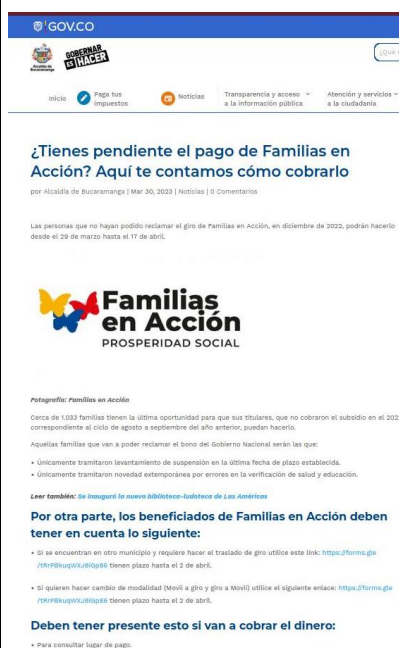 GOV.CO
Alcaldía de
Bucaramanga
GOBERNAR
ES HACER
¿Qué
Inicio
Paga tus
impuestos
Noticias
Transparencia y acceso
a la información pública
Atención y servicios
a la ciudadanía
¿Tienes pendiente el pago de Familias en
Acción? Aquí te contamos cómo cobrarlo
por Alcaldía de Bucaramanga | Mar 30, 2023 | Noticias | 0 Comentarios
Las personas que no hayan podido reclamar el giro de Familias en Acción, en diciembre de 2022, podrán hacerlo
desde el 29 de marzo hasta el 17 de abril.
Familias
en Acción
PROSPERIDAD SOCIAL
Fotografía: Familias en Acción
Cerca de 1.033 familias tienen la última oportunidad para que sus titulares, que no cobraron el subsidio en el 202
correspondiente al ciclo de agosto a septiembre del año anterior, puedan hacerlo.
Aquellas familias que van a poder reclamar el bono del Gobierno Nacional serán las que:
• Únicamente tramitaron levantamiento de suspensión en la última fecha de plazo establecida.
• Únicamente tramitaron novedad extemporánea por errores en la verificación de salud y educación.
Leer también: Se inauguró la nueva biblioteca-ludoteca de Las Américas
Por otra parte, los beneficiados de Familias en Acción deben
tener en cuenta lo siguiente:
• Si se encuentran en otro municipio y requiere hacer el traslado de giro utilice este link: https://forms.gle
/tRrPBkuqWXJ8iGp86 tienen plazo hasta el 2 de abril.
• Si quieren hacer cambio de modalidad (Movii a giro y giro a Movii) utilice el siguiente enlace: https://forms.gle
/tRrPBkuqWXJ8iGp86 tienen plazo hasta el 2 de abril.
Deben tener presente esto si van a cobrar el dinero:
• Para consultar lugar de pago.